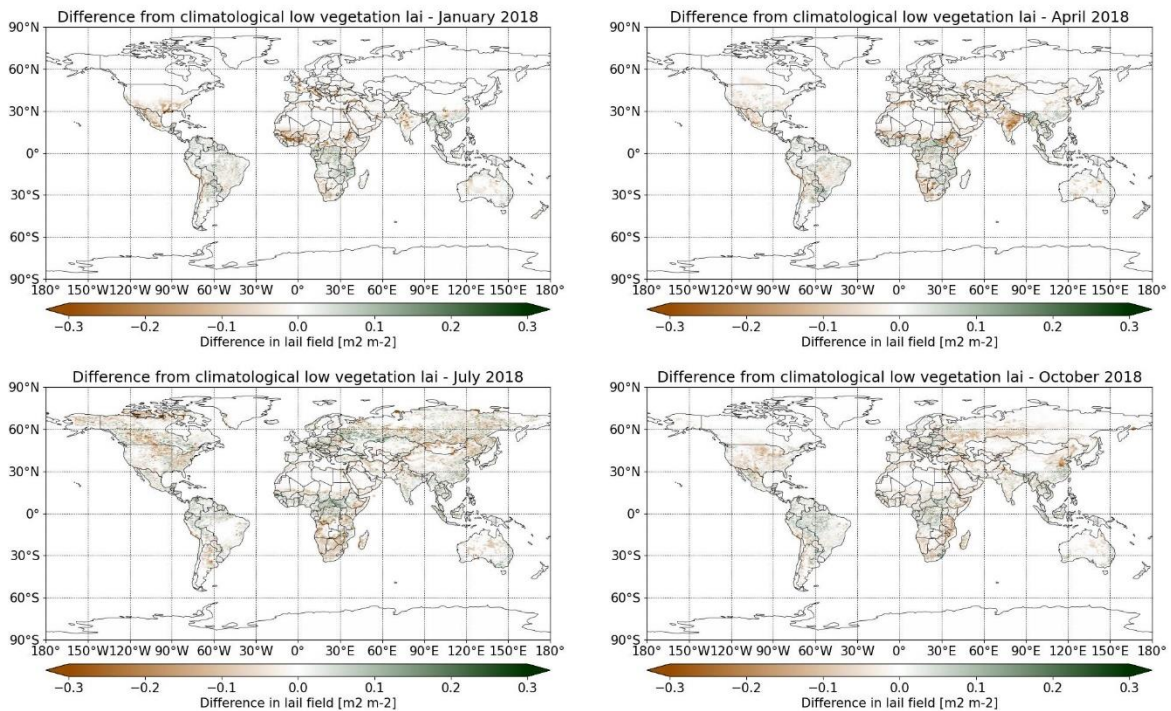 Difference from climatological low vegetation lai - January 2018
90°N
60°N
30°N
0°
30°S
60°S
90°S
180° 150°W120°W 90°W 60°W 30°W 0° 30°E 60°E 90°E 120°E 150°E 180°
−0.3 −0.2 −0.1 0.0 0.1 0.2 0.3
Difference in lail field [m2 m-2]
Difference from climatological low vegetation lai - April 2018
90°N
60°N
30°N
0°
30°S
60°S
90°S
180° 150°W120°W 90°W 60°W 30°W 0° 30°E 60°E 90°E 120°E 150°E 180°
−0.3 −0.2 −0.1 0.0 0.1 0.2 0.3
Difference in lail field [m2 m-2]
Difference from climatological low vegetation lai - July 2018
90°N
60°N
30°N
0°
30°S
60°S
90°S
180° 150°W120°W 90°W 60°W 30°W 0° 30°E 60°E 90°E 120°E 150°E 180°
−0.3 −0.2 −0.1 0.0 0.1 0.2 0.3
Difference in lail field [m2 m-2]
Difference from climatological low vegetation lai - October 2018
90°N
60°N
30°N
0°
30°S
60°S
90°S
180° 150°W120°W 90°W 60°W 30°W 0° 30°E 60°E 90°E 120°E 150°E 180°
−0.3 −0.2 −0.1 0.0 0.1 0.2 0.3
Difference in lail field [m2 m-2]